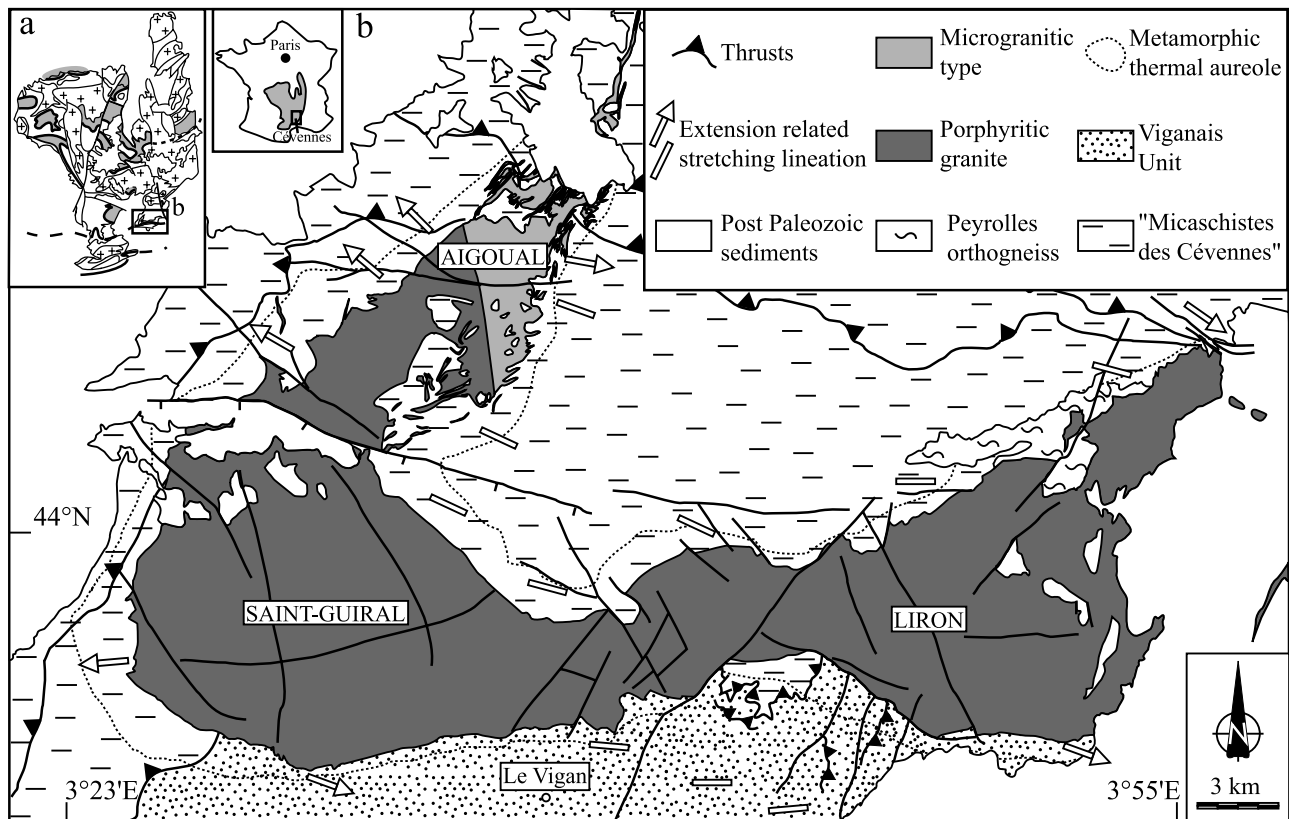 a
Paris
Cévennes
b
b
Thrusts
Microgranitic
type
Metamorphic
thermal aureole
Extension related
stretching lineation
Porphyritic
granite
Viganais
Unit
Post Paleozoic
sediments
Peyrolles
orthogneiss
"Micaschistes
des Cévennes"
AIGOUAL
44°N
SAINT-GUIRAL
LIRON
Le Vigan
3°23'E
3°55'E
N
3 km